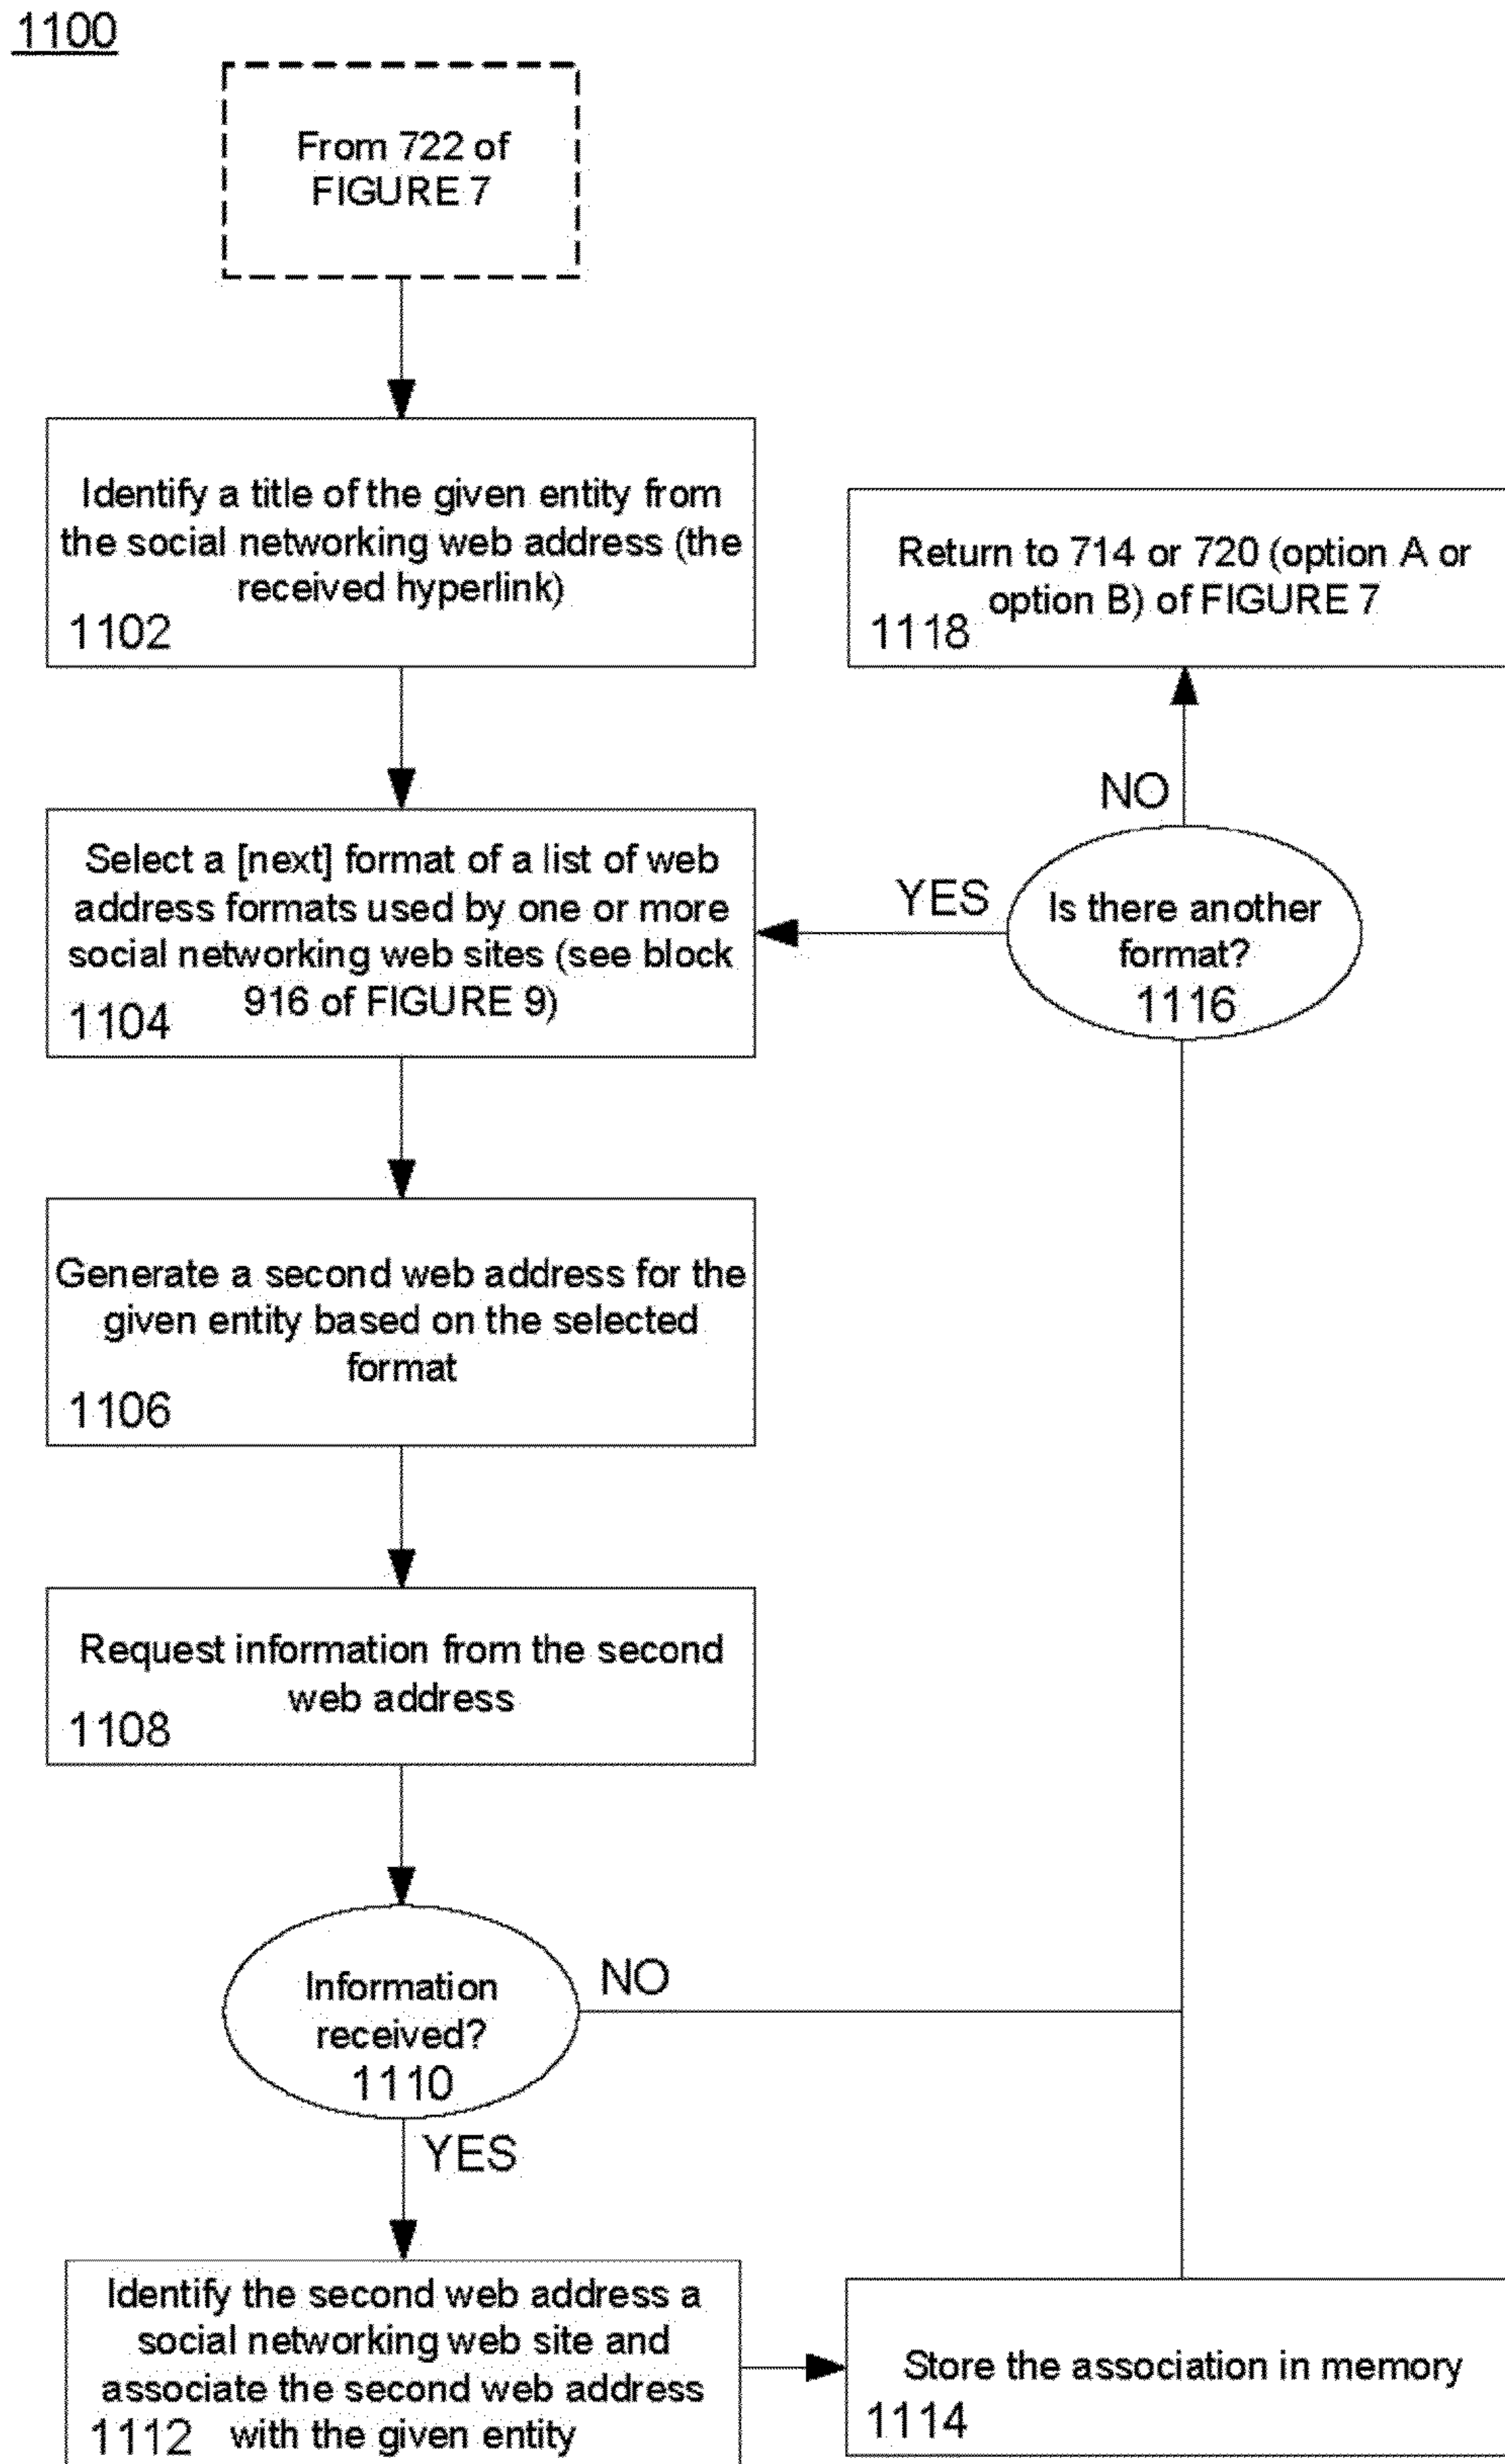 1100
From 722 of
FIGURE 7
Identify a title of the given entity from
the social networking web address (the
received hyperlink)
1102
Return to 714 or 720 (option A or
option B) of FIGURE 7
1118
NO
Select a [next] format of a list of web
address formats used by one or more
social networking web sites (see block
916 of FIGURE 9)
1104
YES
Is there another
format?
1116
Generate a second web address for the
given entity based on the selected
format
1106
Request information from the second
web address
1108
Information
received?
1110
NO
YES
Identify the second web address a
social networking web site and
associate the second web address
with the given entity
1112
Store the association in memory
1114